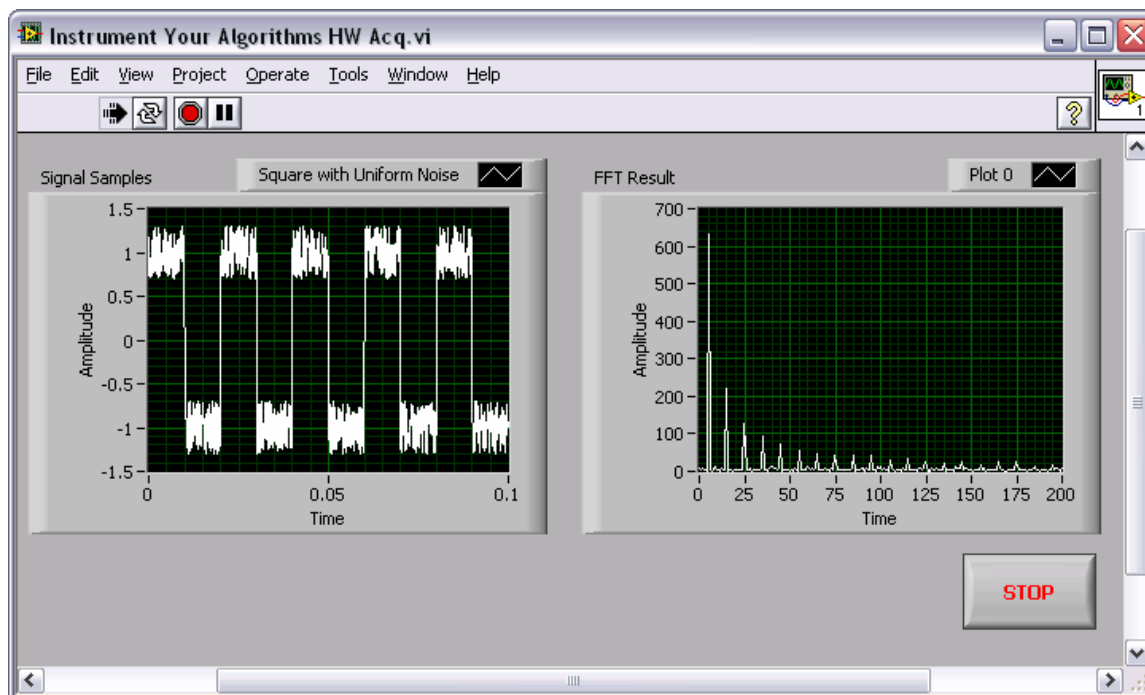 Instrument Your Algorithms HW Acq.vi
File Edit View Project Operate Tools Window Help
1
Signal Samples
Square with Uniform Noise
1.5
1
0.5
0
-0.5
-1
-1.5
Amplitude
0 0.05 0.1
Time
FFT Result
Plot 0
700
600
500
400
300
200
100
0
Amplitude
0 25 50 75 100 125 150 175 200
Time
STOP